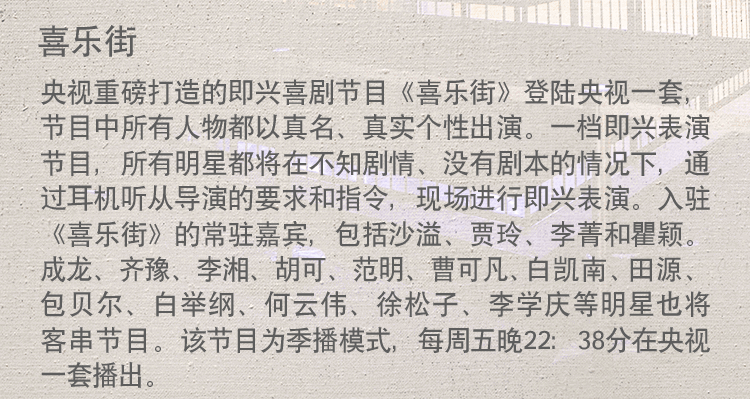 喜乐街
央视重磅打造的即兴喜剧节目《喜乐街》登陆央视一套，
节目中所有人物都以真名、真实个性出演。一档即兴表演
节目，所有明星都将在不知剧情、没有剧本的情况下，通
过耳机听从导演的要求和指令，现场进行即兴表演。入驻
《喜乐街》的常驻嘉宾，包括沙溢、贾玲、李菁和瞿颖。
成龙、齐豫、李湘、胡可、范明、曹可凡、白凯南、田源、
包贝尔、白举纲、何云伟、徐松子、李学庆等明星也将
客串节目。该节目为季播模式，每周五晚22：38分在央视
一套播出。